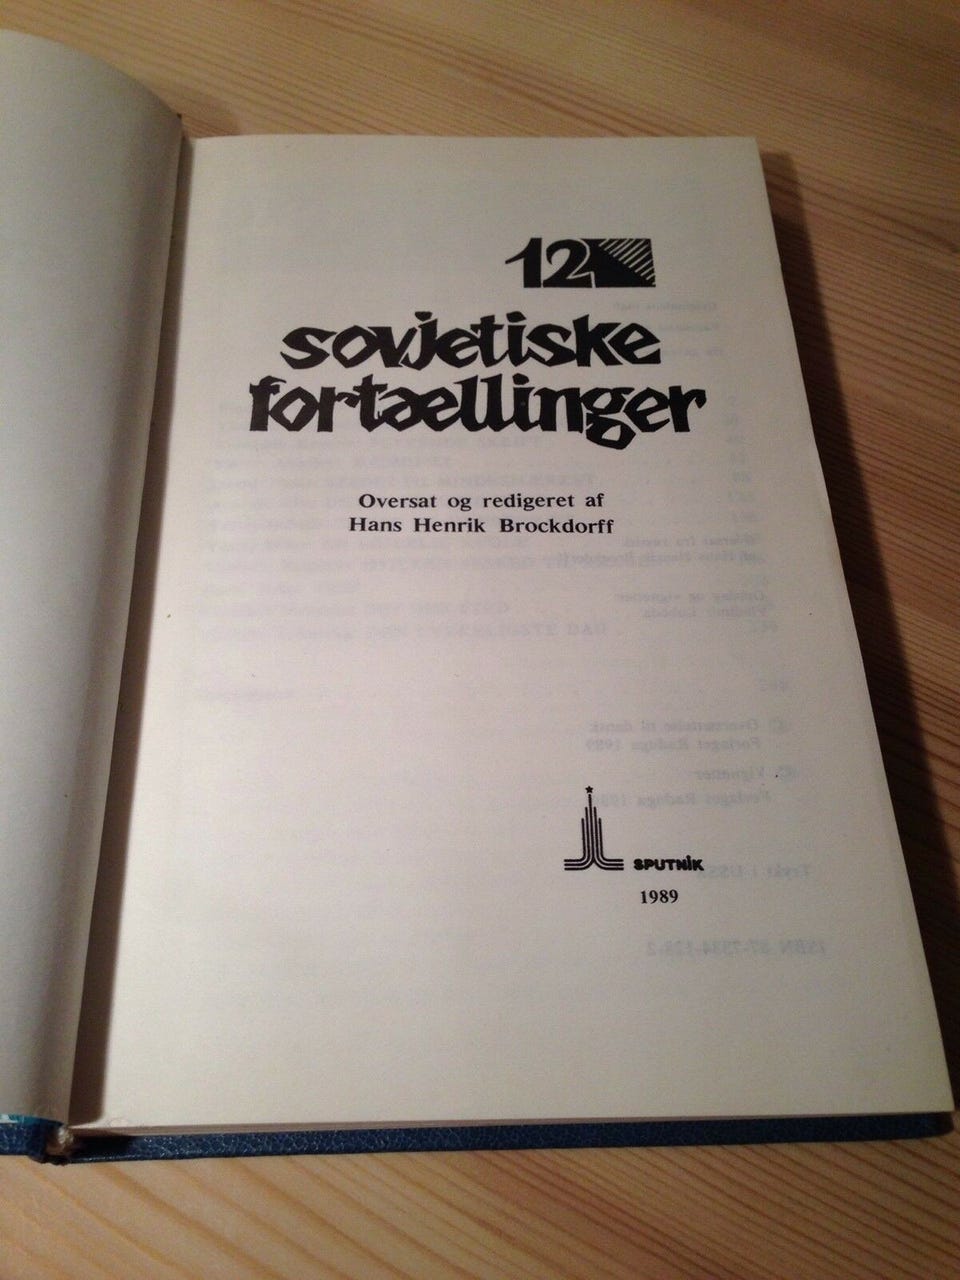 12
sovjetiske
fortællinger
Oversat og redigeret af
Hans Henrik Brockdorff
SPUTNIK
1989